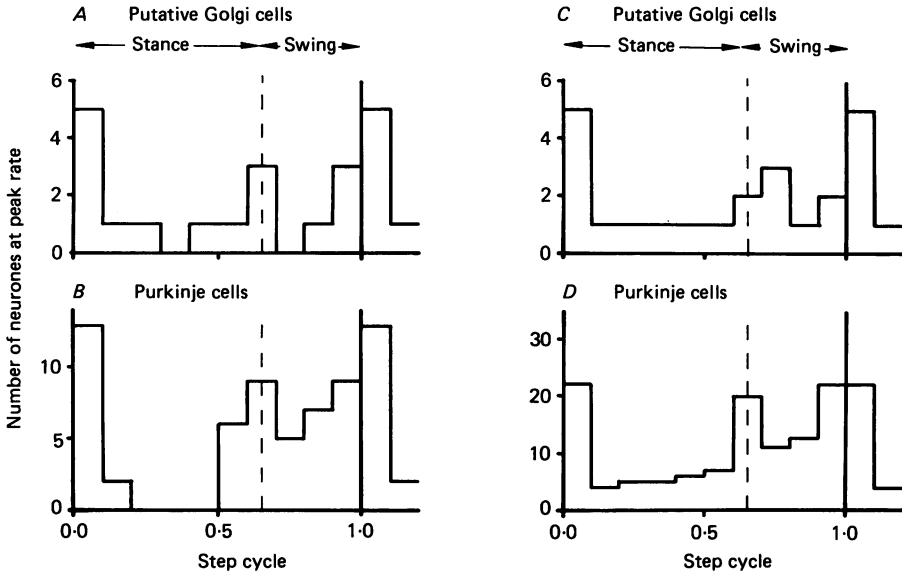 A Putative Golgi cells
Stance Swing
6
4
2
0
C Putative Golgi cells
Stance Swing
6
4
2
0
Number of neurones at peak rate
B Purkinje cells
10
5
0
0·0 0·5 1·0
Step cycle
D Purkinje cells
30
20
10
0
0·0 0·5 1·0
Step cycle